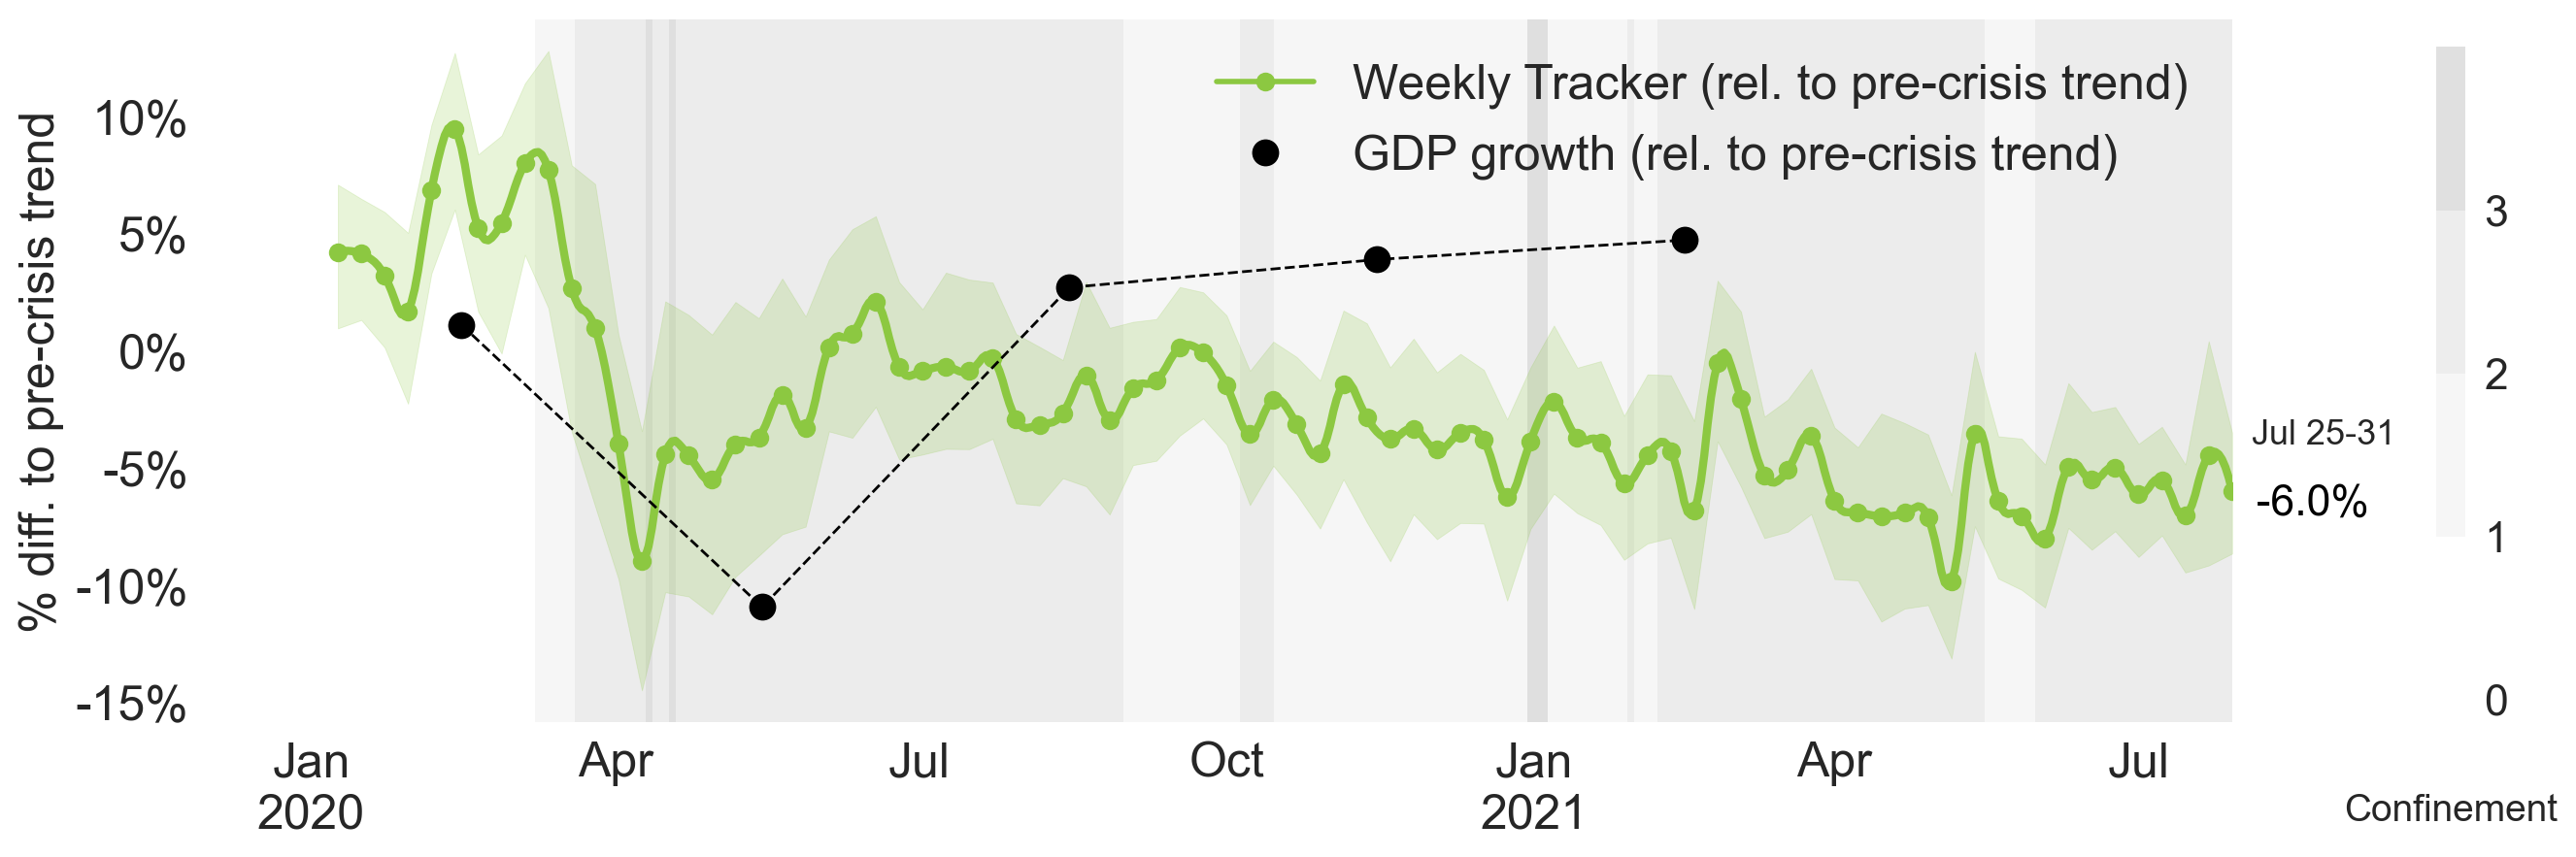 % diff. to pre-crisis trend
10%
5%
0%
-5%
-10%
-15%
Weekly Tracker (rel. to pre-crisis trend)
GDP growth (rel. to pre-crisis trend)
Jul 25-31
-6.0%
3
2
1
0
Confinement
Jan
2020
Apr
Jul
Oct
Jan
2021
Apr
Jul